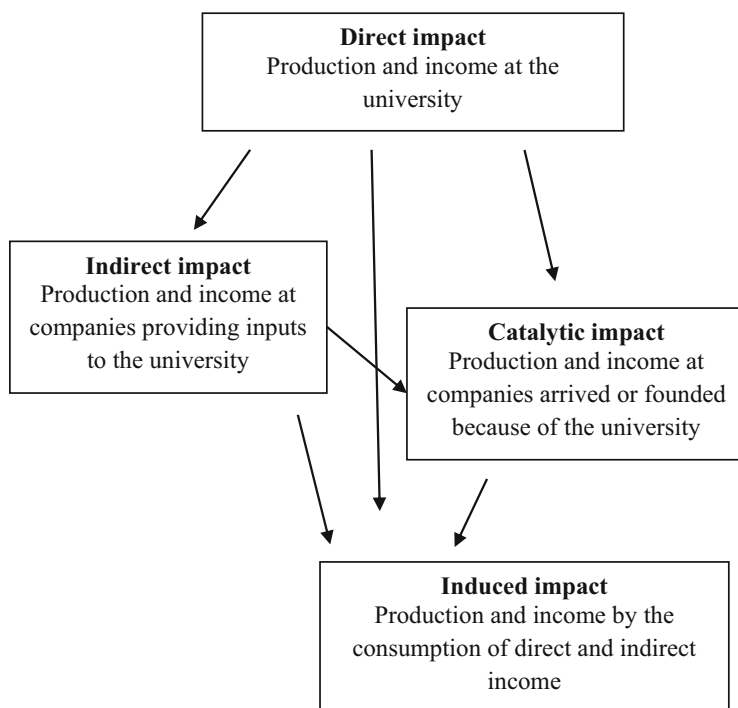 Direct impact
Production and income at the
university
Indirect impact
Production and income at
companies providing inputs
to the university
Catalytic impact
Production and income at
companies arrived or founded
because of the university
Induced impact
Production and income by the
consumption of direct and indirect
income